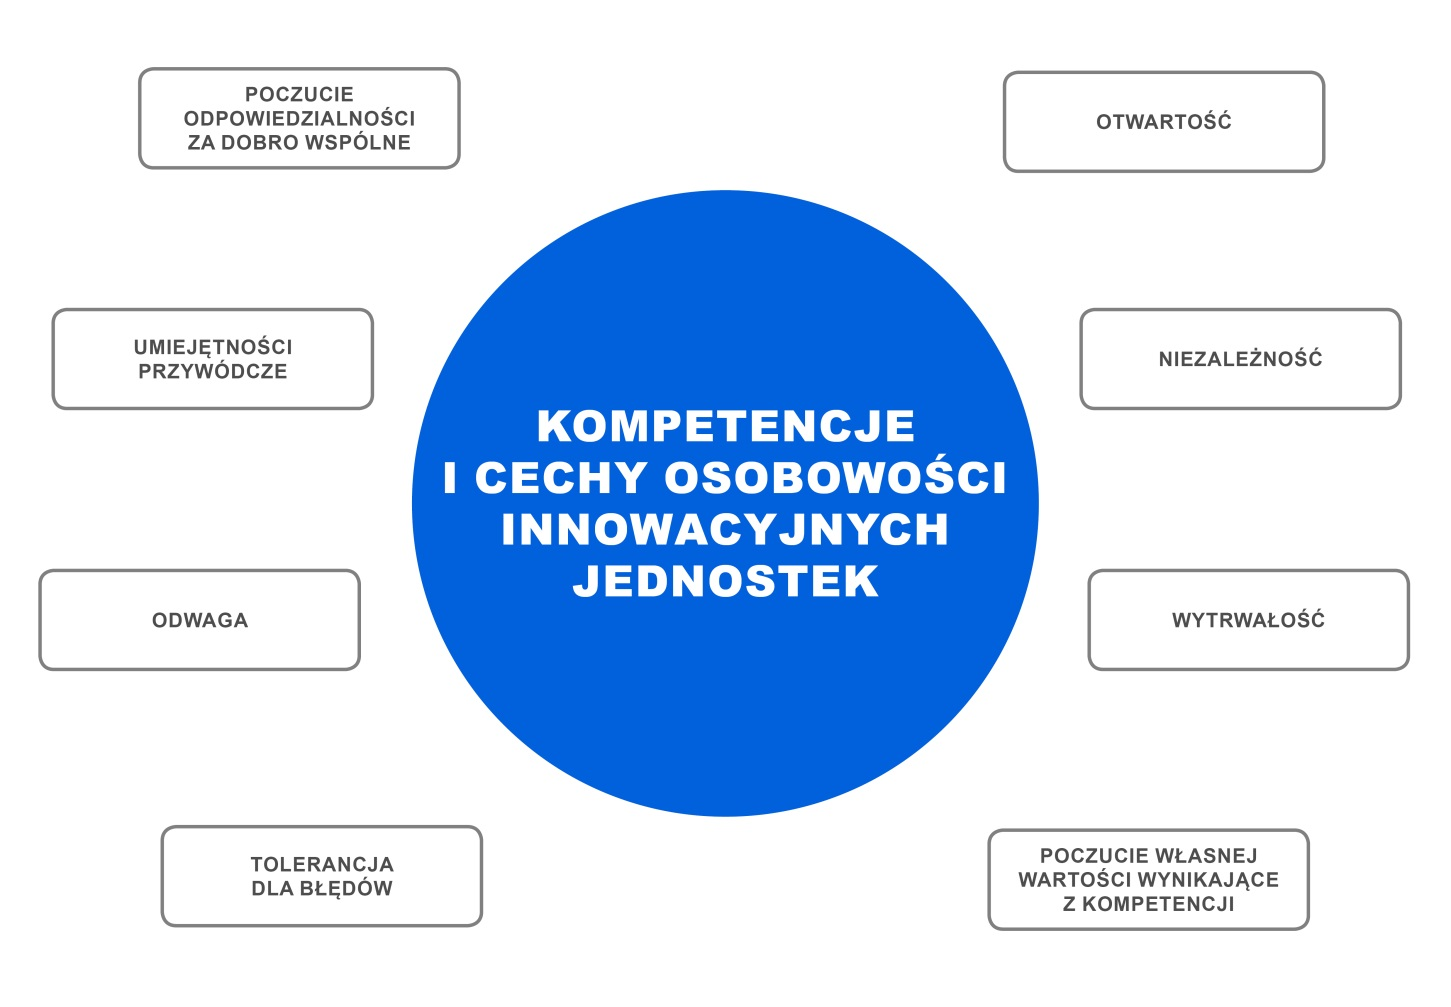 POCZUCIE
ODPOWIEDZIALNOŚCI
ZA DOBRO WSPÓLNE
OTWARTOŚĆ
UMIEJĘTNOŚCI
PRZYWÓDCZE
NIEZALEŻNOŚĆ
KOMPETENCJE
I CECHY OSOBOWOŚCI
INNOWACYJNYCH
JEDNOSTEK
ODWAGA
WYTRWAŁOŚĆ
TOLERANCJA
DLA BŁĘDÓW
POCZUCIE WŁASNEJ
WARTOŚCI WYNIKAJĄCE
Z KOMPETENCJI